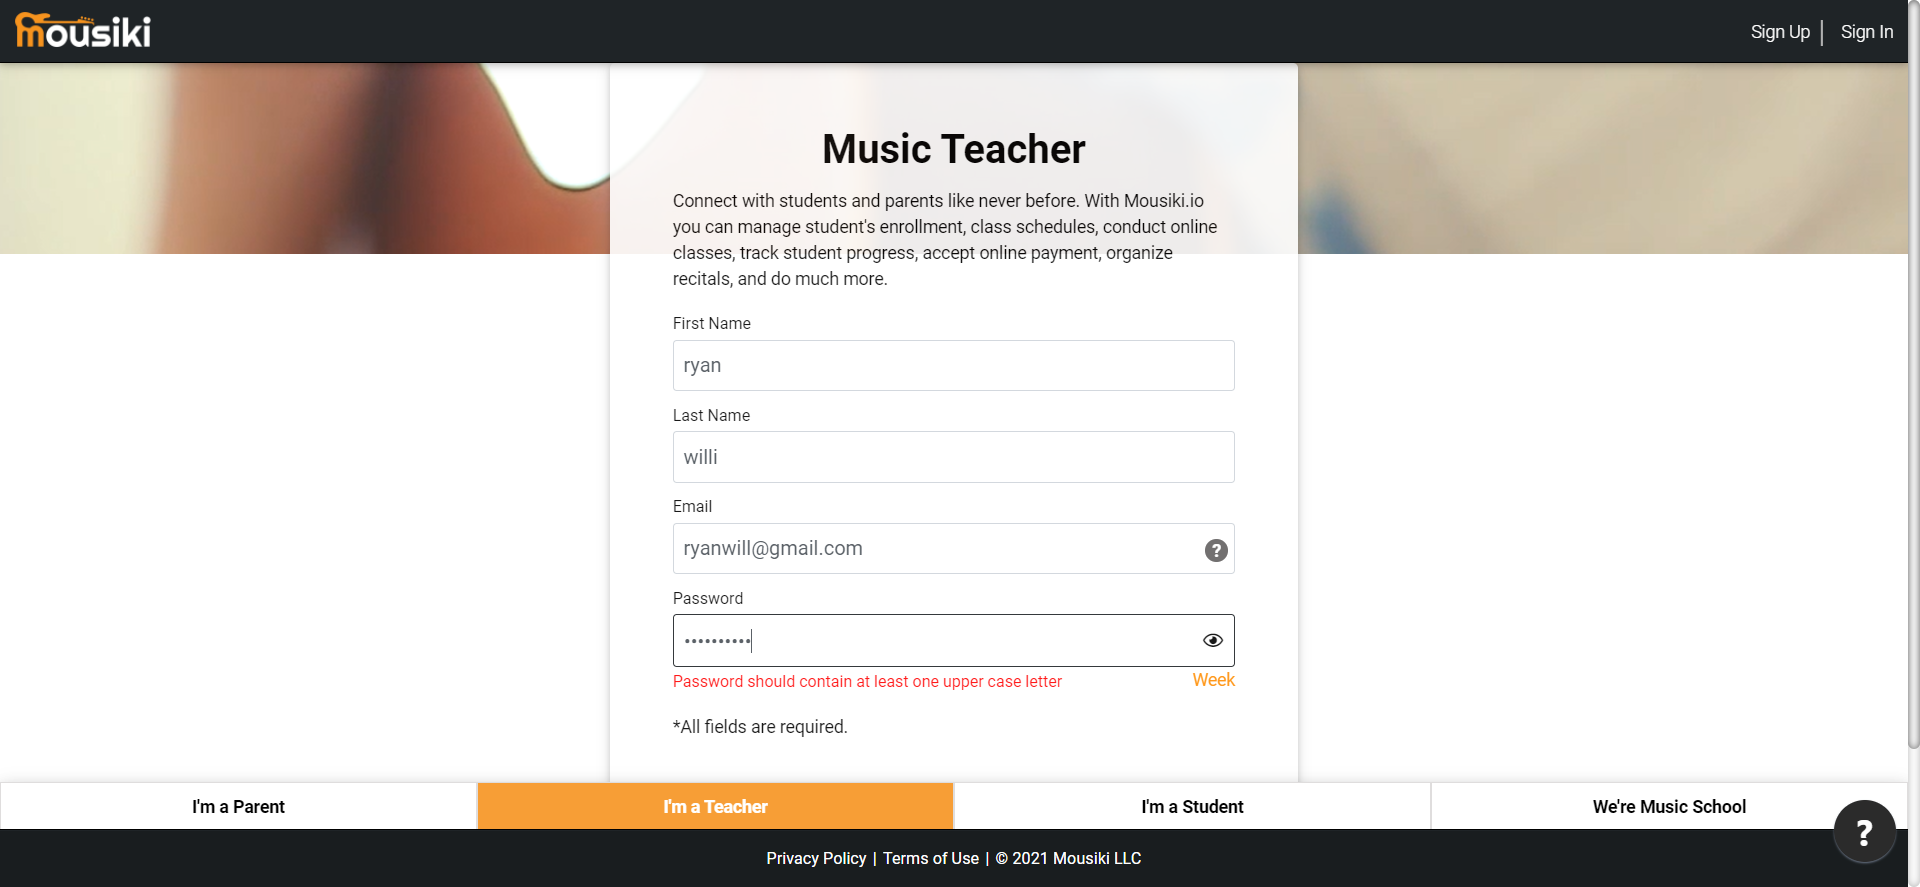 mousiki
Sign Up | Sign In
Music Teacher
Connect with students and parents like never before. With Mousiki.io
you can manage student's enrollment, class schedules, conduct online
classes, track student progress, accept online payment, organize
recitals, and do much more.
First Name
ryan
Last Name
willi
Email
ryanwill@gmail.com
?
Password
••••••••••
Password should contain at least one upper case letter
Week
*All fields are required.
I'm a Parent
I'm a Teacher
I'm a Student
We're Music School
?
Privacy Policy | Terms of Use | © 2021 Mousiki LLC